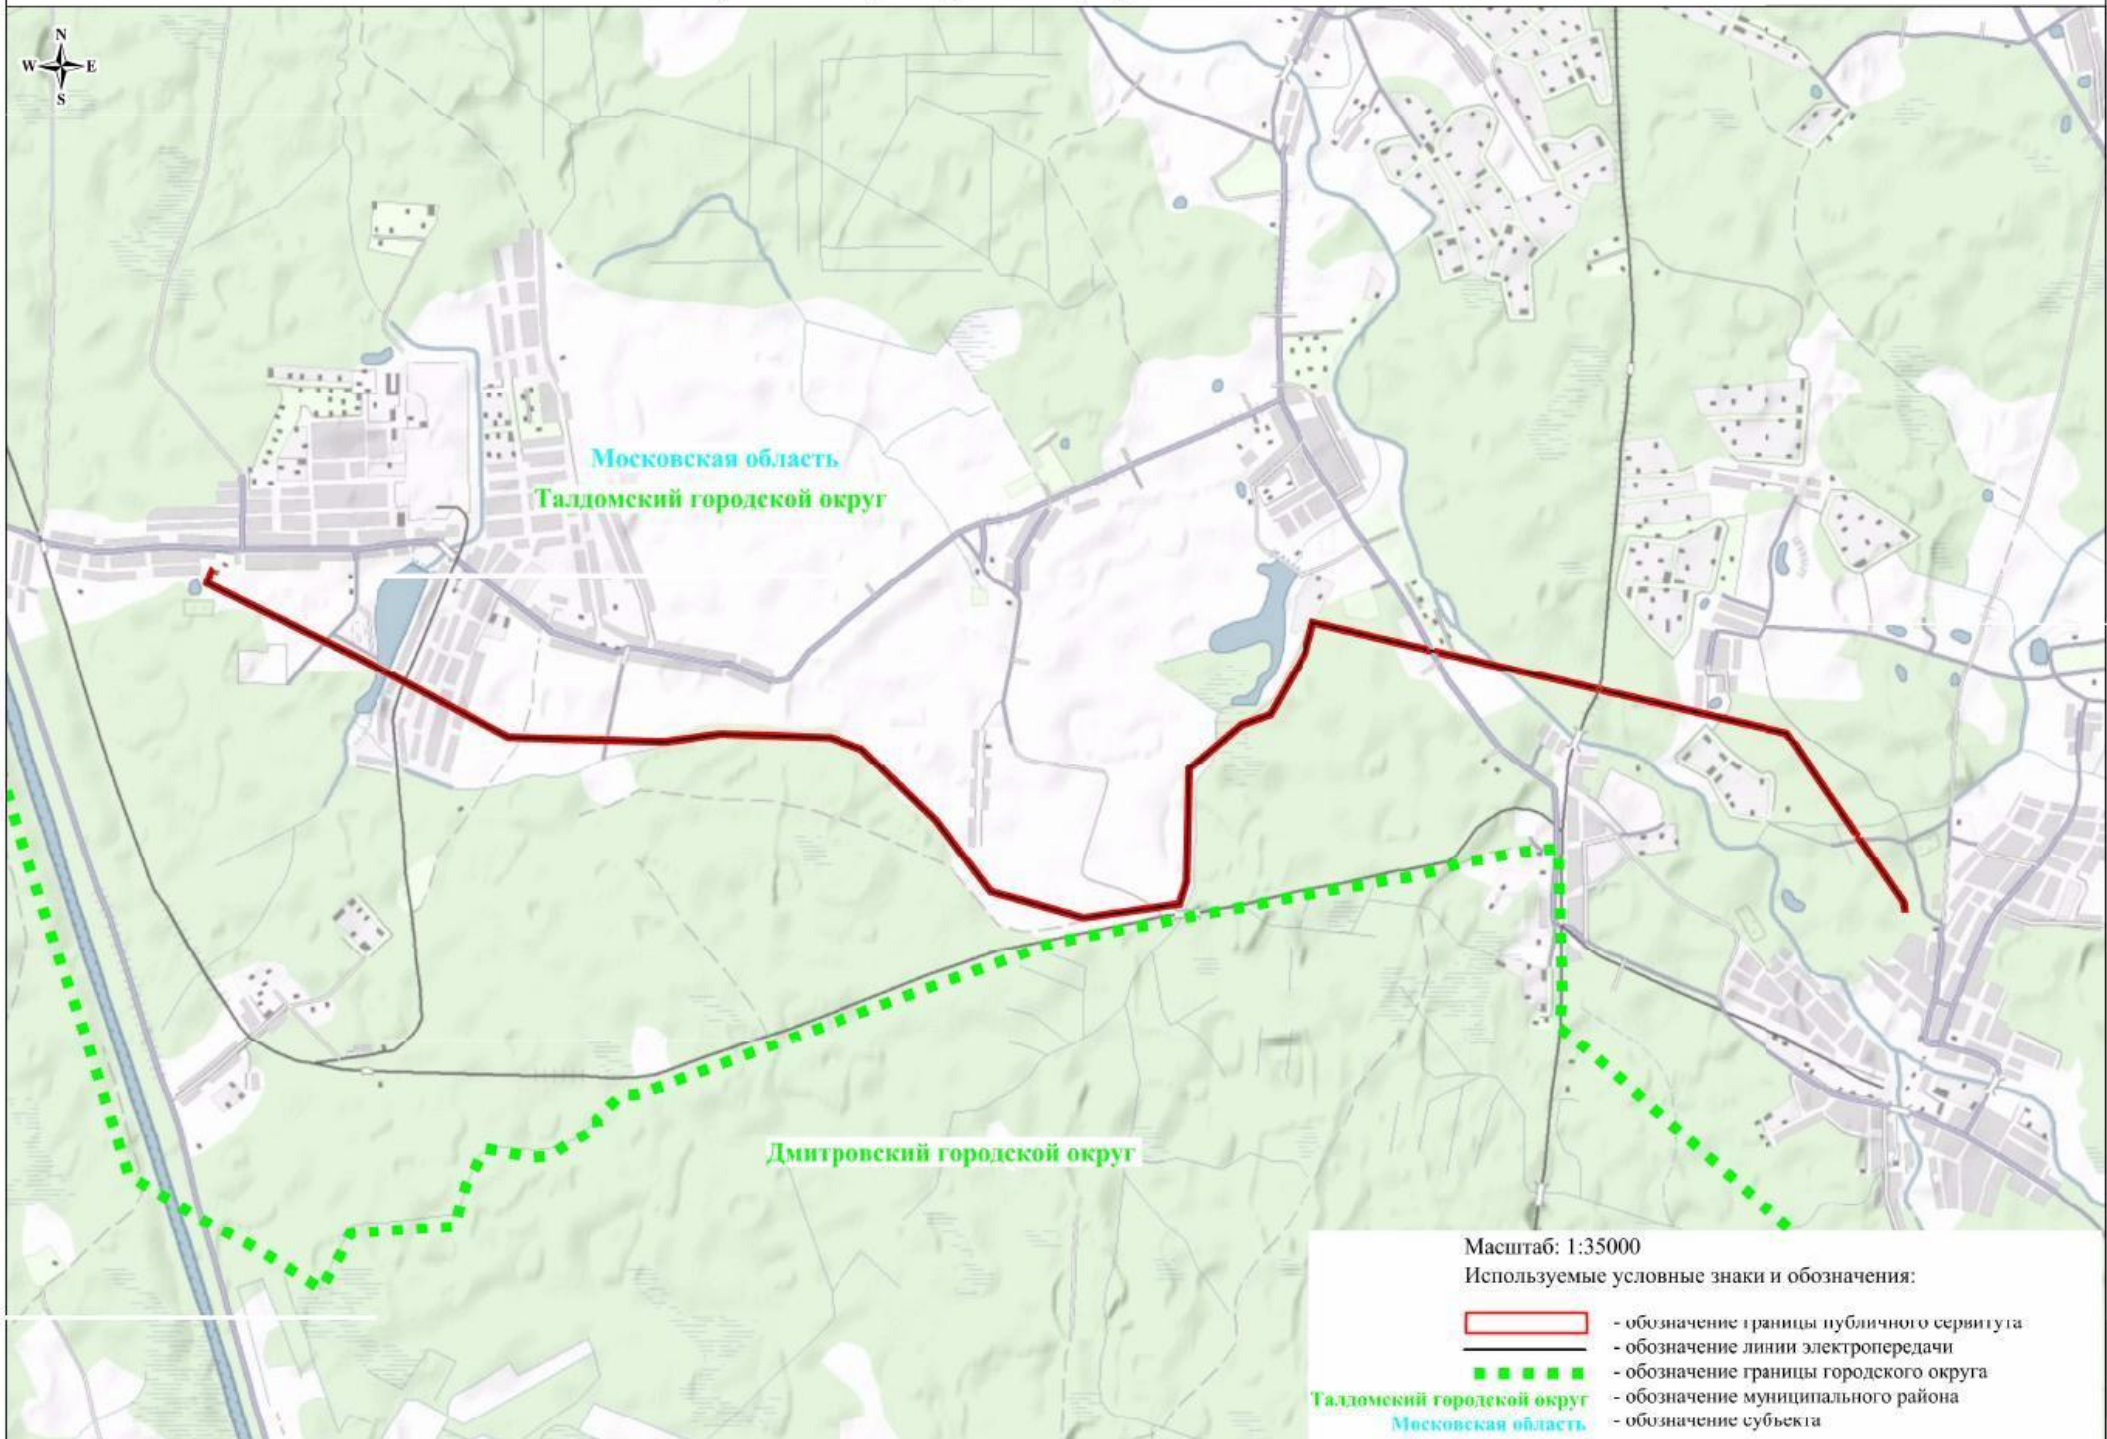 N
W E
S
Московская область
Талдомский городской округ
Дмитровский городской округ
Масштаб: 1:35000
Используемые условные знаки и обозначения:
- обозначение границы публичного сервитута
- обозначение линии электропередачи
- обозначение границы городского округа
Талдомский городской округ - обозначение муниципального района
Московская область - обозначение субъекта